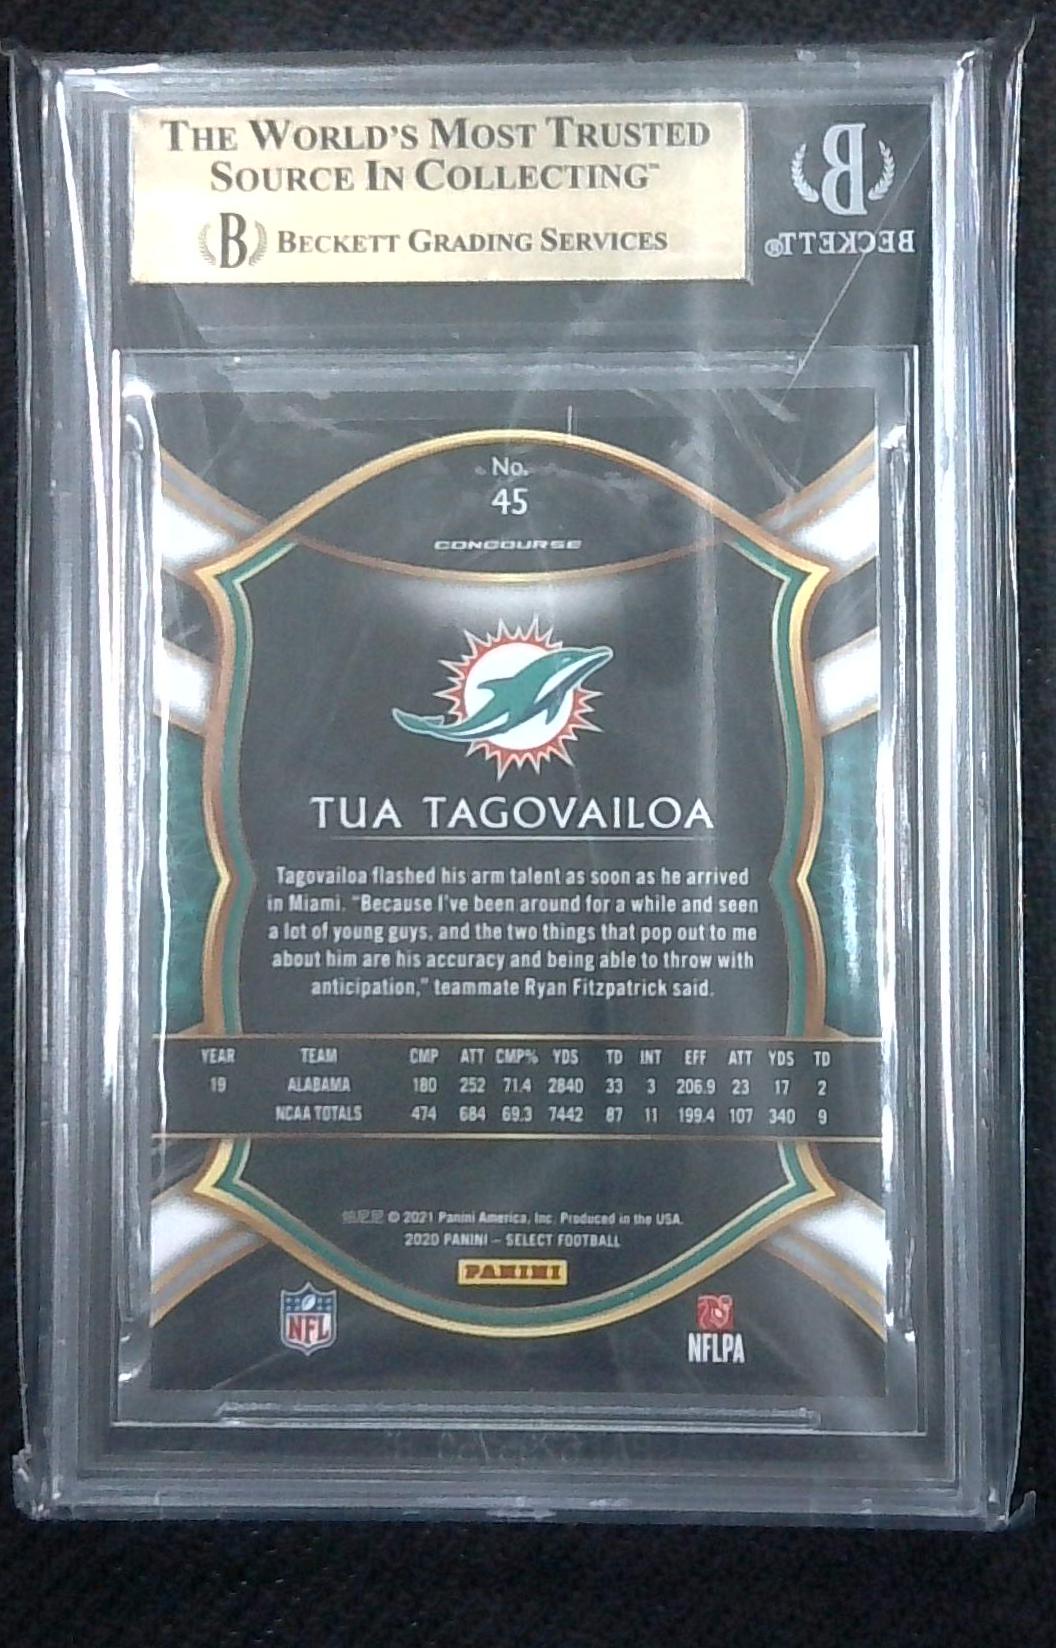 THE WORLD'S MOST TRUSTED
SOURCE IN COLLECTING™
B BECKETT GRADING SERVICES
B
BECKETT®
No.
45
CONCOURSE
TUA TAGOVAILOA
Tagovailoa flashed his arm talent as soon as he arrived
in Miami. "Because I've been around for a while and seen
a lot of young guys, and the two things that pop out to me
about him are his accuracy and being able to throw with
anticipation," teammate Ryan Fitzpatrick said.
YEAR TEAM CMP ATT CMP% YDS TD INT EFF ATT YDS TD
19 ALABAMA 180 252 71.4 2840 33 3 206.9 23 17 2
NCAA TOTALS 474 684 69.3 7442 87 11 199.4 107 340 9
帕尼尼 © 2021 Panini America, Inc. Produced in the USA.
2020 PANINI – SELECT FOOTBALL
PANINI
NFL
NFLPA